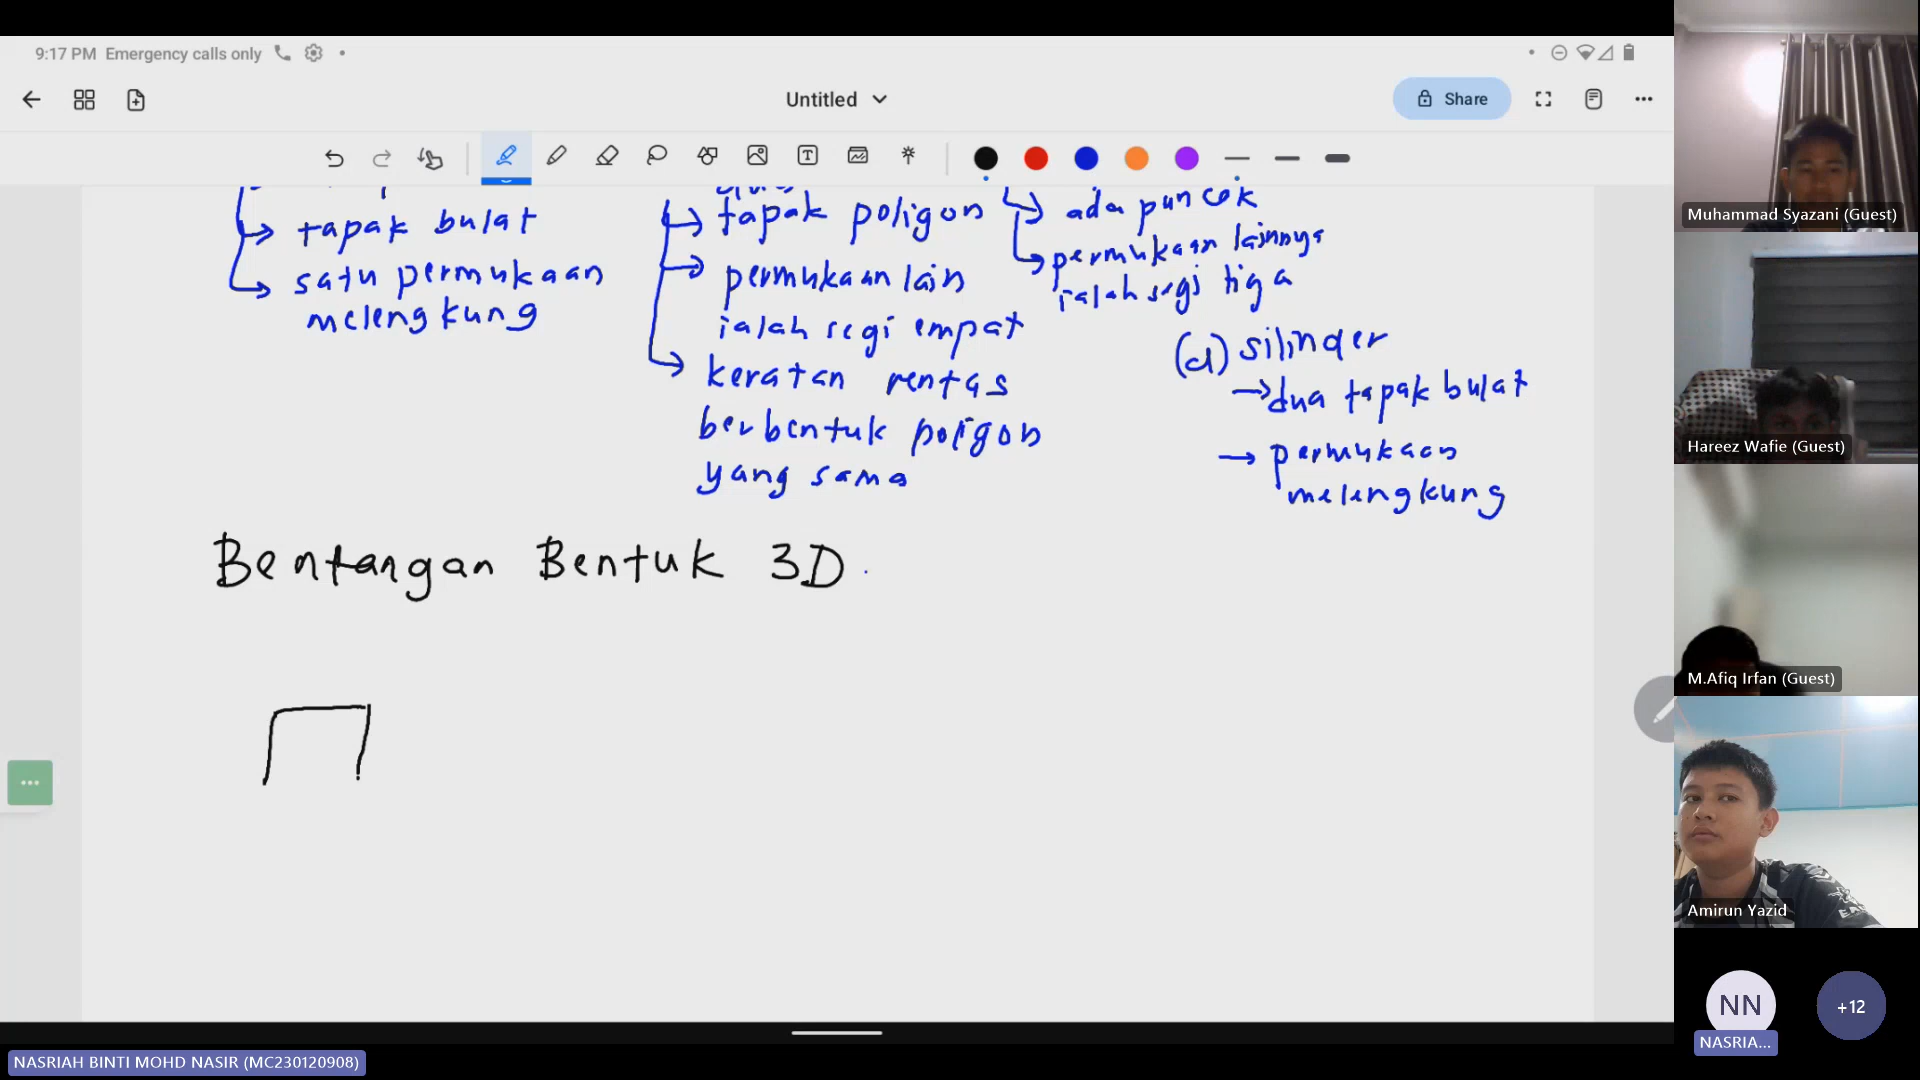 9:17 PM Emergency calls only
Untitled
Share
tapak bulat
satu permukaan
melengkung
tapak poligon
permukaan lain
ialah segi empat
keratan rentas
berbentuk poligon
yang sama
ada puncak
permukaan lainnya
ialah segi tiga
(d) silinder
dua tapak bulat
permukaan
melengkung
Bentangan Bentuk 3D
Muhammad Syazani (Guest)
Hareez Wafie (Guest)
M.Afiq Irfan (Guest)
Amirun Yazid
NN
+12
NASRIA...
NASRIAH BINTI MOHD NASIR (MC230120908)